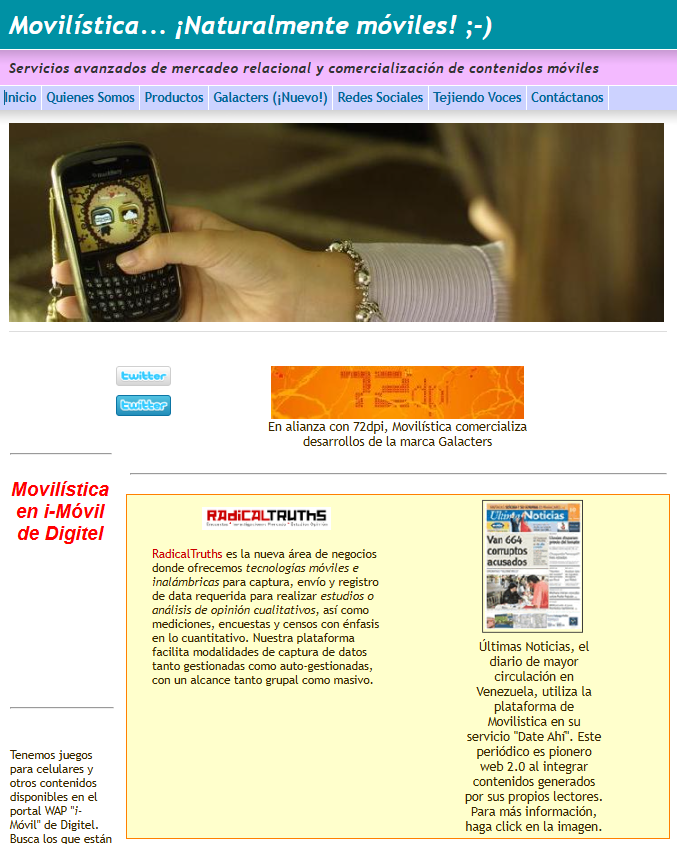 Movilística... ¡Naturalmente móviles! ;-)
Servicios avanzados de mercadeo relacional y comercialización de contenidos móviles
Inicio Quienes Somos Productos Galacters (¡Nuevo!) Redes Sociales Tejiendo Voces Contáctanos
BlackBerry
twitter
twitter
72dpi
En alianza con 72dpi, Movilística comercializa
desarrollos de la marca Galacters
Movilística
en i-Móvil
de Digitel
Tenemos juegos
para celulares y
otros contenidos
disponibles en el
portal WAP "i-
Móvil" de Digitel.
Busca los que están
RADICALTRUTHS
RadicalTruths es la nueva área de negocios
donde ofrecemos tecnologías móviles e
inalámbricas para captura, envío y registro
de data requerida para realizar estudios o
análisis de opinión cualitativos, así como
mediciones, encuestas y censos con énfasis
en lo cuantitativo. Nuestra plataforma
facilita modalidades de captura de datos
tanto gestionadas como auto-gestionadas,
con un alcance tanto grupal como masivo.
Últimas Noticias
Van 664
corruptos
acusados
Últimas Noticias, el
diario de mayor
circulación en
Venezuela, utiliza la
plataforma de
Movilistica en su
servicio "Date Ahí". Este
periódico es pionero
web 2.0 al integrar
contenidos generados
por sus propios lectores.
Para más información,
haga click en la imagen.